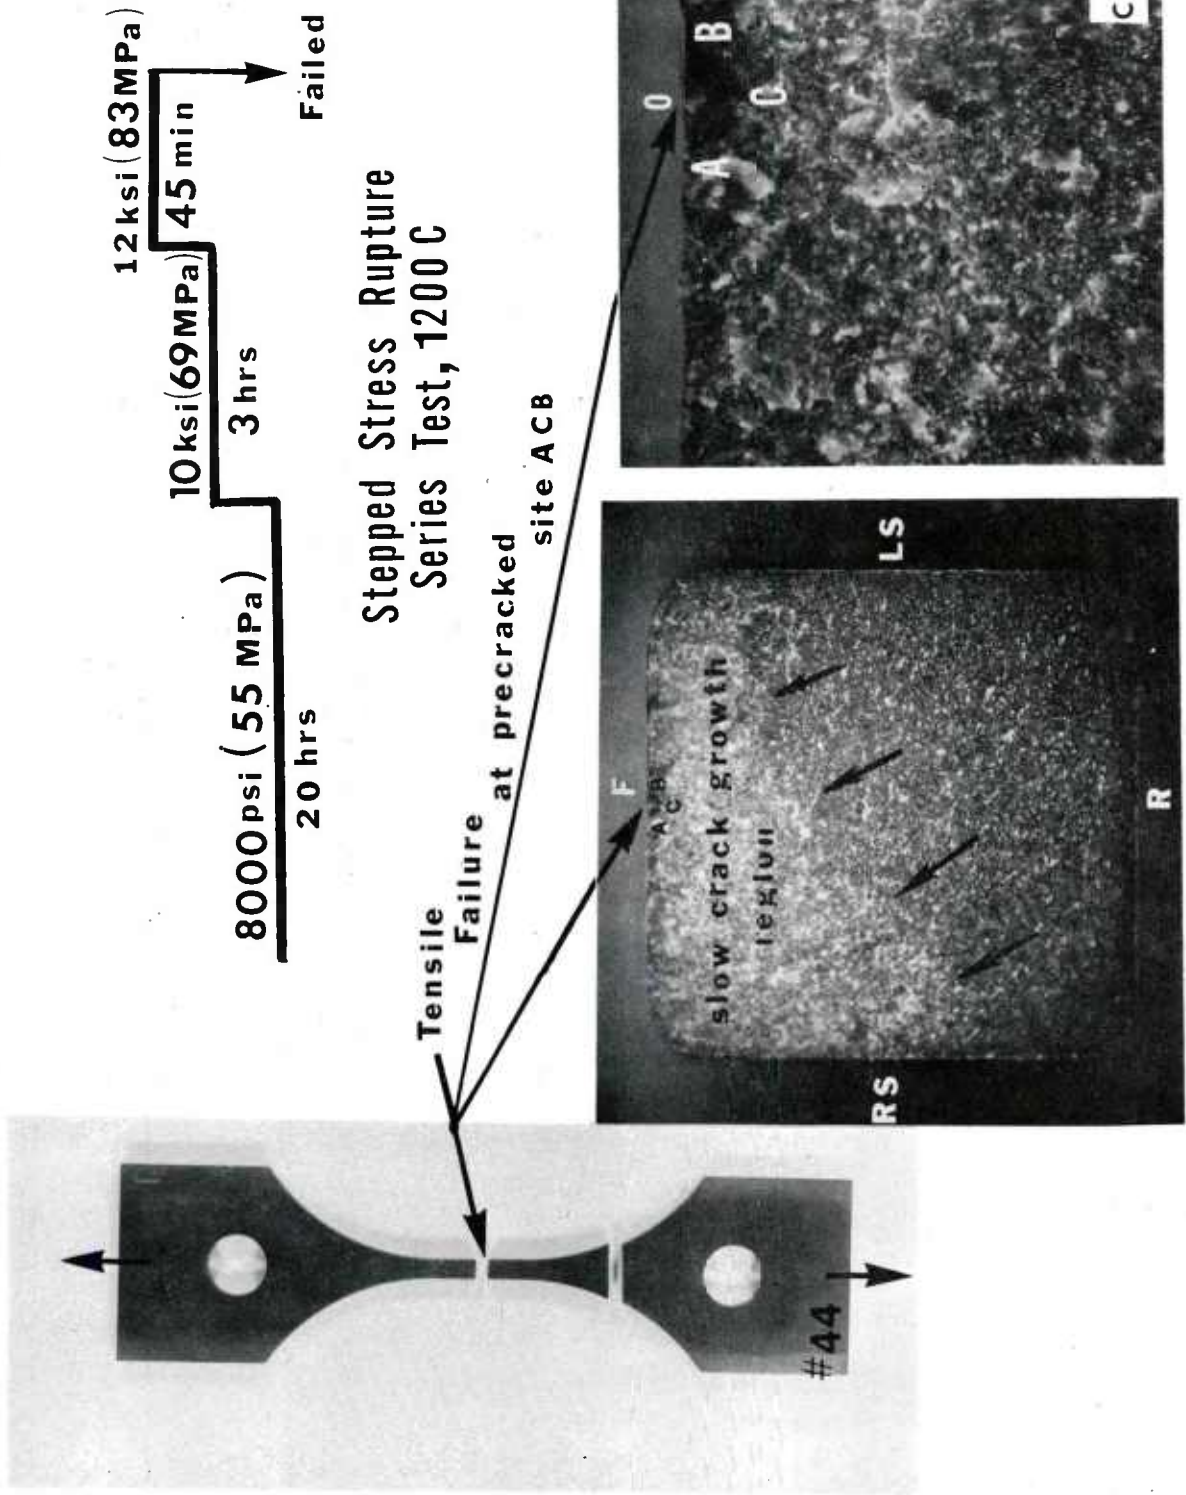 8000psi (55 MPa)
20 hrs
10ksi(69MPa)
3 hrs
12ksi(83MPa)
45 min
Failed
Stepped Stress Rupture
Series Test, 1200C
Tensile
Failure at precracked
site ACB
#44
F
A B
C
slow crack growth
region
RS
LS
R
O
A B
C
C